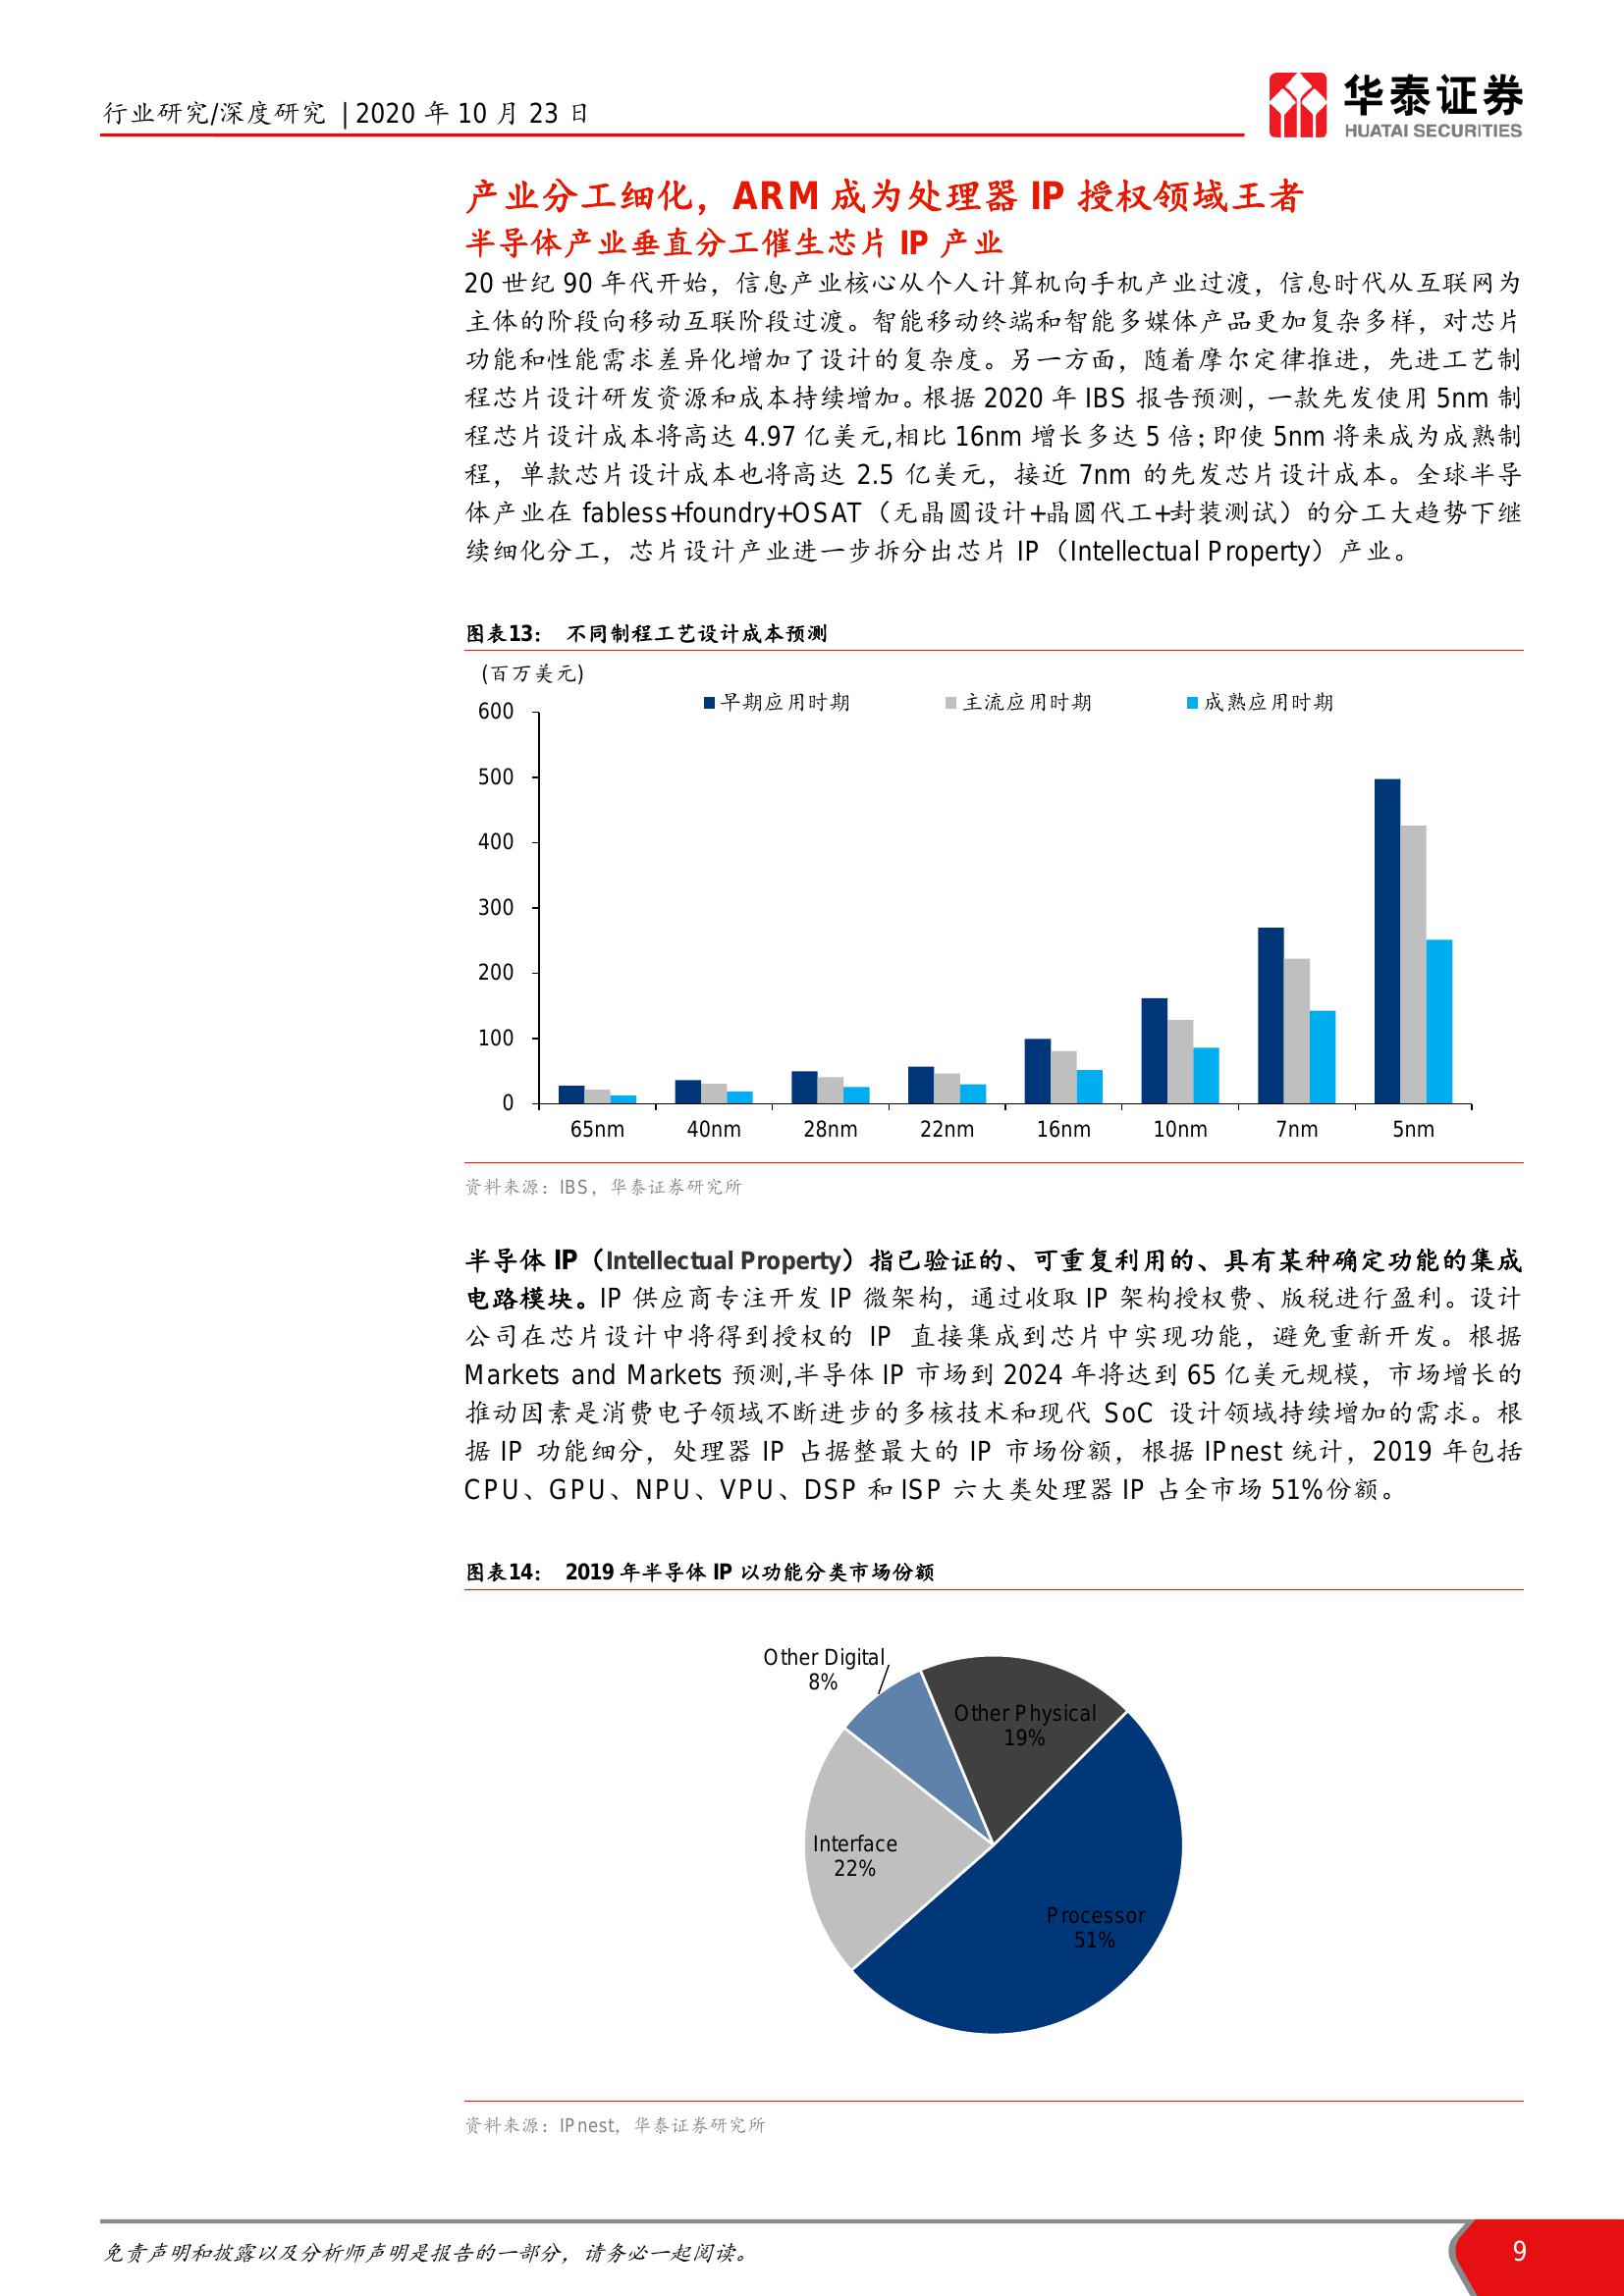 行业研究/深度研究 | 2020 年 10 月 23 日
华泰证券
HUATAI SECURITIES
产业分工细化，ARM 成为处理器 IP 授权领域王者
半导体产业垂直分工催生芯片 IP 产业
20 世纪 90 年代开始，信息产业核心从个人计算机向手机产业过渡，信息时代从互联网为
主体的阶段向移动互联阶段过渡。智能移动终端和智能多媒体产品更加复杂多样，对芯片
功能和性能需求差异化增加了设计的复杂度。另一方面，随着摩尔定律推进，先进工艺制
程芯片设计研发资源和成本持续增加。根据 2020 年 IBS 报告预测，一款先发使用 5nm 制
程芯片设计成本将高达 4.97 亿美元,相比 16nm 增长多达 5 倍；即使 5nm 将来成为成熟制
程，单款芯片设计成本也将高达 2.5 亿美元，接近 7nm 的先发芯片设计成本。全球半导
体产业在 fabless+foundry+OSAT（无晶圆设计+晶圆代工+封装测试）的分工大趋势下继
续细化分工，芯片设计产业进一步拆分出芯片 IP（Intellectual Property）产业。
图表13： 不同制程工艺设计成本预测
(百万美元)
早期应用时期 主流应用时期 成熟应用时期
600
500
400
300
200
100
0
65nm 40nm 28nm 22nm 16nm 10nm 7nm 5nm
资料来源：IBS，华泰证券研究所
半导体 IP（Intellectual Property）指已验证的、可重复利用的、具有某种确定功能的集成
电路模块。IP 供应商专注开发 IP 微架构，通过收取 IP 架构授权费、版税进行盈利。设计
公司在芯片设计中将得到授权的 IP 直接集成到芯片中实现功能，避免重新开发。根据
Markets and Markets 预测,半导体 IP 市场到 2024 年将达到 65 亿美元规模，市场增长的
推动因素是消费电子领域不断进步的多核技术和现代 SoC 设计领域持续增加的需求。根
据 IP 功能细分，处理器 IP 占据整最大的 IP 市场份额，根据 IPnest 统计，2019 年包括
CPU、GPU、NPU、VPU、DSP 和 ISP 六大类处理器 IP 占全市场 51%份额。
图表14： 2019 年半导体 IP 以功能分类市场份额
Other Digital
8%
Other Physical
19%
Interface
22%
Processor
51%
资料来源：IPnest，华泰证券研究所
免责声明和披露以及分析师声明是报告的一部分，请务必一起阅读。
9